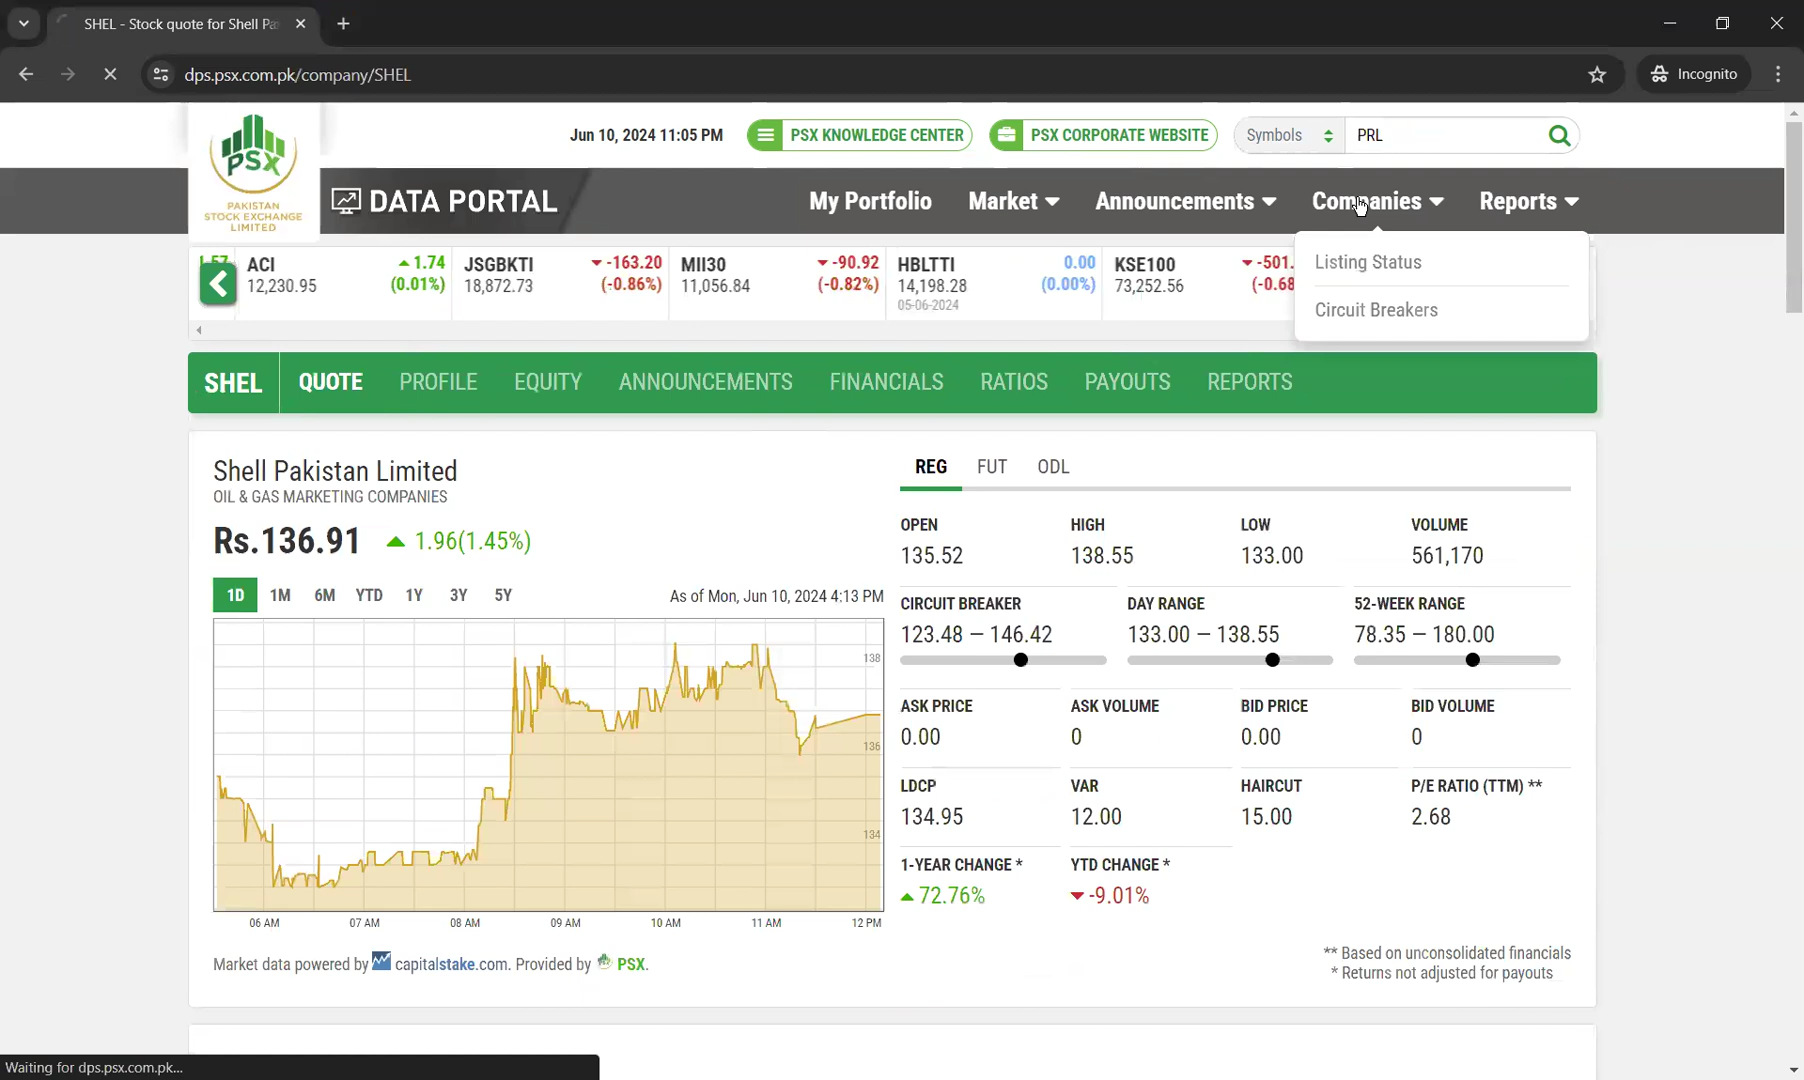 SHEL - Stock quote for Shell Pa
dps.psx.com.pk/company/SHEL
Incognito
PSX
PAKISTAN
STOCK EXCHANGE
LIMITED
Jun 10, 2024 11:05 PM
PSX KNOWLEDGE CENTER
PSX CORPORATE WEBSITE
Symbols
PRL
DATA PORTAL
My Portfolio Market Announcements Companies Reports
Listing Status
Circuit Breakers
ACI 1.74
12,230.95 (0.01%)
JSGBKTI -163.20
18,872.73 (-0.86%)
MII30 -90.92
11,056.84 (-0.82%)
HBLTTI 0.00
14,198.28 (0.00%)
05-06-2024
KSE100 -501.
73,252.56 (-0.68
SHEL QUOTE PROFILE EQUITY ANNOUNCEMENTS FINANCIALS RATIOS PAYOUTS REPORTS
Shell Pakistan Limited
OIL & GAS MARKETING COMPANIES
Rs.136.91 1.96(1.45%)
1D 1M 6M YTD 1Y 3Y 5Y
As of Mon, Jun 10, 2024 4:13 PM
138
136
134
06 AM 07 AM 08 AM 09 AM 10 AM 11 AM 12 PM
Market data powered by capitalstake.com. Provided by PSX.
REG FUT ODL
OPEN HIGH LOW VOLUME
135.52 138.55 133.00 561,170
CIRCUIT BREAKER DAY RANGE 52-WEEK RANGE
123.48 — 146.42 133.00 — 138.55 78.35 — 180.00
ASK PRICE ASK VOLUME BID PRICE BID VOLUME
0.00 0 0.00 0
LDCP VAR HAIRCUT P/E RATIO (TTM) **
134.95 12.00 15.00 2.68
1-YEAR CHANGE * YTD CHANGE *
72.76% -9.01%
** Based on unconsolidated financials
* Returns not adjusted for payouts
Waiting for dps.psx.com.pk...